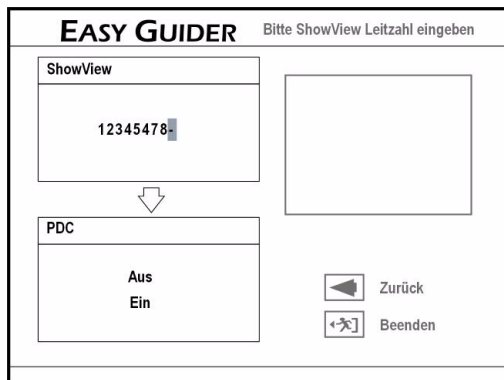 EASY GUIDER Bitte ShowView Leitzahl eingeben
ShowView
12345478-
PDC
Aus
Ein
Zurück
Beenden